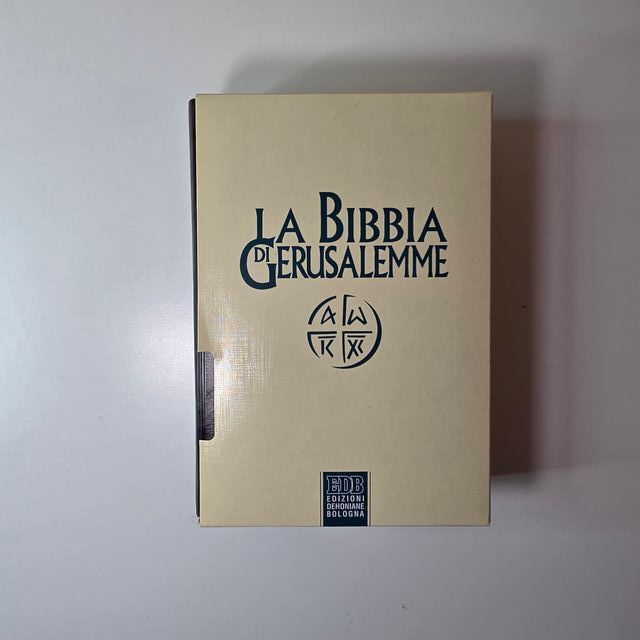 LA BIBBIA
DI GERUSALEMME
A W
K X
EDB
EDIZIONI
DEHONIANE
BOLOGNA